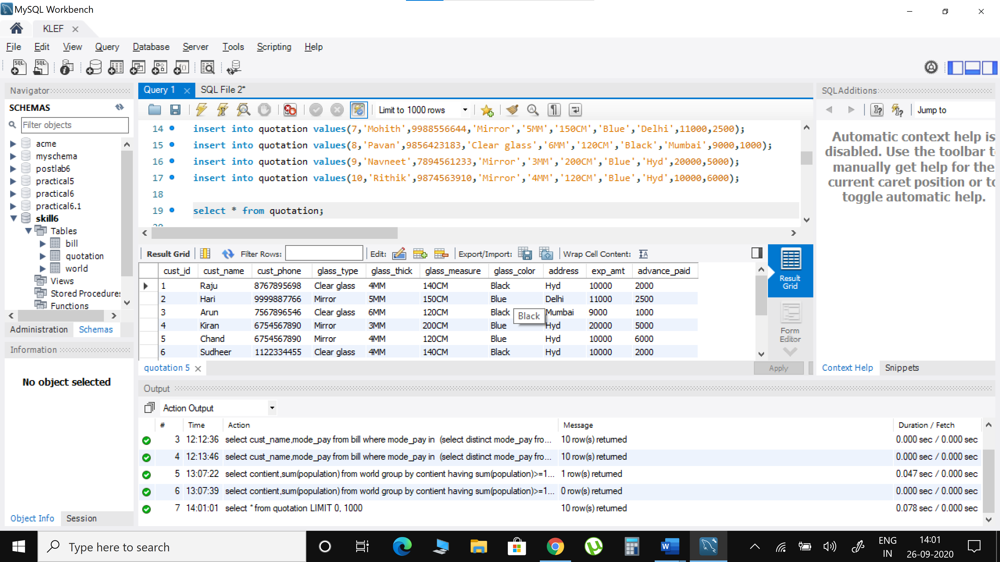 MySQL Workbench
KLEF
File Edit View Query Database Server Tools Scripting Help
Navigator
SCHEMAS
Filter objects
acme
myschema
postlab6
practical5
practical6
practical6.1
skill6
Tables
bill
quotation
world
Views
Stored Procedures
Functions
Administration Schemas
Information
No object selected
Object Info Session
Query 1 SQL File 2*
Limit to 1000 rows
14 insert into quotation values(7,'Mohith',9988556644,'Mirror','5MM','150CM','Blue','Delhi',11000,2500);
15 insert into quotation values(8,'Pavan',9856423183,'Clear glass','6MM','120CM','Black','Mumbai',9000,1000);
16 insert into quotation values(9,'Navneet',7894561233,'Mirror','3MM','200CM','Blue','Hyd',20000,5000);
17 insert into quotation values(10,'Rithik',9874563910,'Mirror','4MM','120CM','Blue','Hyd',10000,6000);
18
19 select * from quotation;
Result Grid Filter Rows: Edit: Export/Import: Wrap Cell Content:
cust_id cust_name cust_phone glass_type glass_thick glass_measure glass_color address exp_amt advance_paid
1 Raju 8767895698 Clear glass 4MM 140CM Black Hyd 10000 2000
2 Hari 9999887766 Mirror 5MM 150CM Blue Delhi 11000 2500
3 Arun 7567896546 Clear glass 6MM 120CM Black Mumbai 9000 1000
Black
4 Kiran 6754567890 Mirror 3MM 200CM Blue Hyd 20000 5000
5 Chand 6754567890 Mirror 4MM 120CM Blue Hyd 10000 6000
6 Sudheer 1122334455 Clear glass 4MM 140CM Black Hyd 10000 2000
Result
Grid
Form
Editor
quotation 5
Apply
SQLAdditions
Jump to
Automatic context help is
disabled. Use the toolbar t
manually get help for the
current caret position or to
toggle automatic help.
Context Help Snippets
Output
Action Output
# Time Action Message Duration / Fetch
3 12:12:36 select cust_name,mode_pay from bill where mode_pay in (select distinct mode_pay fro... 10 row(s) returned 0.000 sec / 0.000 sec
4 12:13:46 select cust_name,mode_pay from bill where mode_pay in (select distinct mode_pay fro... 10 row(s) returned 0.000 sec / 0.000 sec
5 13:07:22 select contient,sum(population) from world group by contient having sum(population)>=1... 1 row(s) returned 0.047 sec / 0.000 sec
6 13:07:39 select contient,sum(population) from world group by contient having sum(population)>=1... 0 row(s) returned 0.000 sec / 0.000 sec
7 14:01:01 select * from quotation LIMIT 0, 1000 10 row(s) returned 0.078 sec / 0.000 sec
Type here to search
ENG
IN
14:01
26-09-2020